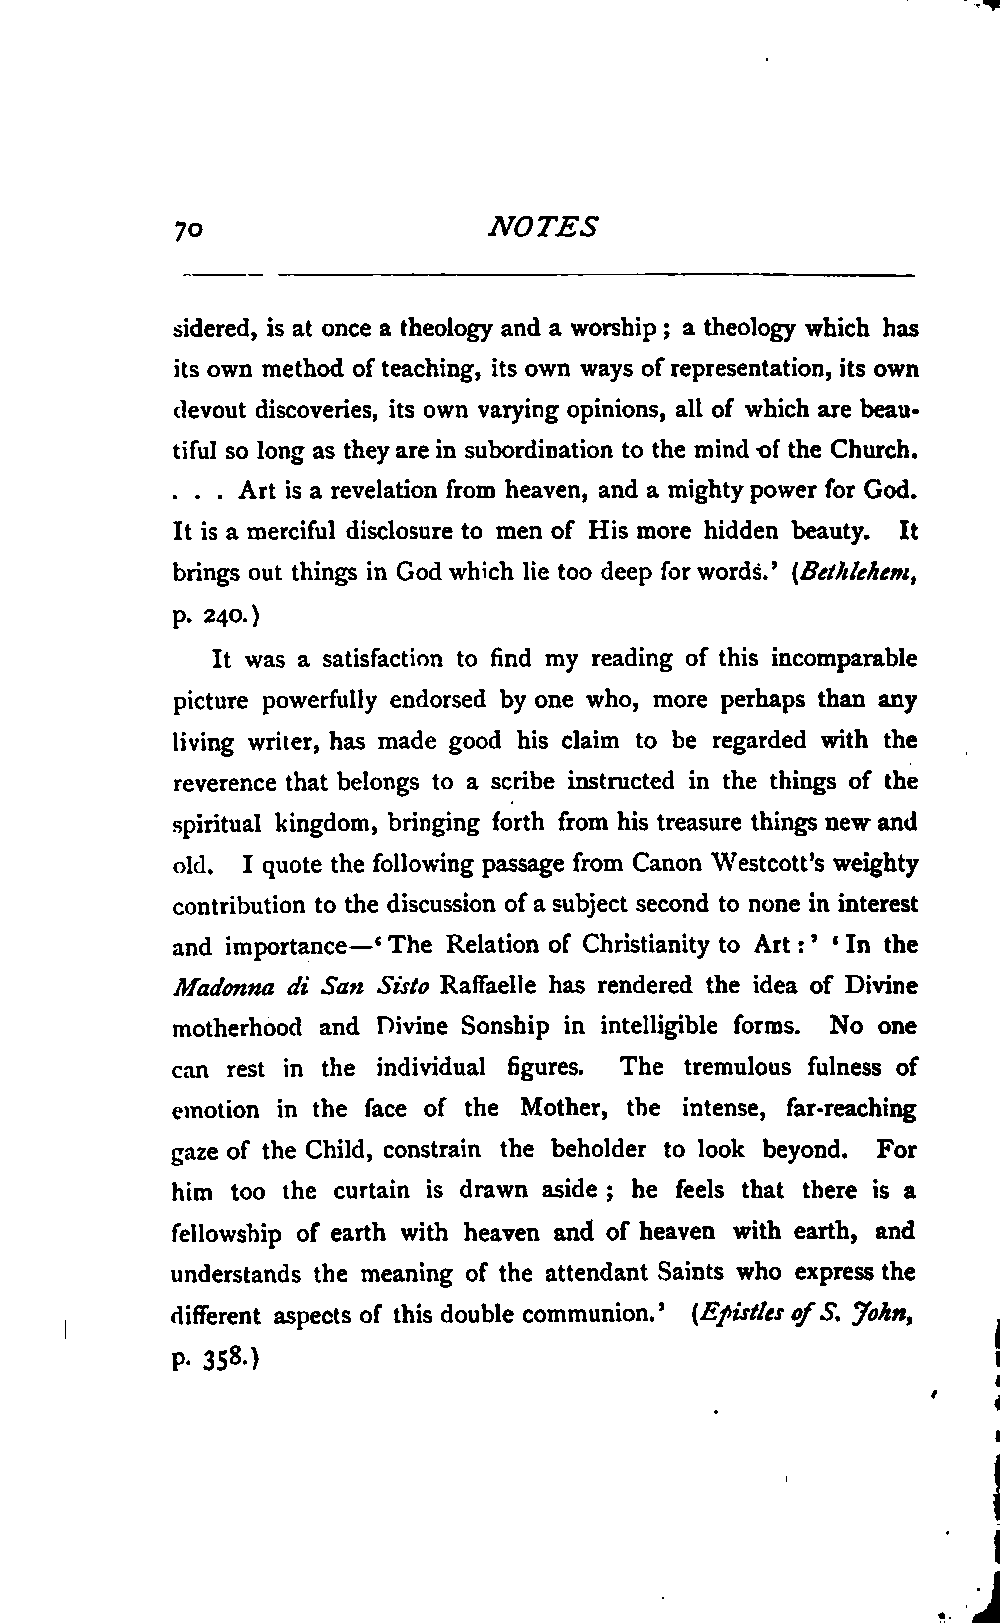 70 NOTES
sidered, is at once a theology and a worship ; a theology which has
its own method of teaching, its own ways of representation, its own
devout discoveries, its own varying opinions, all of which are beau-
tiful so long as they are in subordination to the mind of the Church.
. . . Art is a revelation from heaven, and a mighty power for God.
It is a merciful disclosure to men of His more hidden beauty. It
brings out things in God which lie too deep for words.’ (Bethlehem,
p. 240.)
It was a satisfaction to find my reading of this incomparable
picture powerfully endorsed by one who, more perhaps than any
living writer, has made good his claim to be regarded with the
reverence that belongs to a scribe instructed in the things of the
spiritual kingdom, bringing forth from his treasure things new and
old. I quote the following passage from Canon Westcott’s weighty
contribution to the discussion of a subject second to none in interest
and importance—‘ The Relation of Christianity to Art :’ ‘ In the
Madonna di San Sisto Raffaelle has rendered the idea of Divine
motherhood and Divine Sonship in intelligible forms. No one
can rest in the individual figures. The tremulous fulness of
emotion in the face of the Mother, the intense, far-reaching
gaze of the Child, constrain the beholder to look beyond. For
him too the curtain is drawn aside ; he feels that there is a
fellowship of earth with heaven and of heaven with earth, and
understands the meaning of the attendant Saints who express the
different aspects of this double communion.’ (Epistles of S. John,
p. 358.)